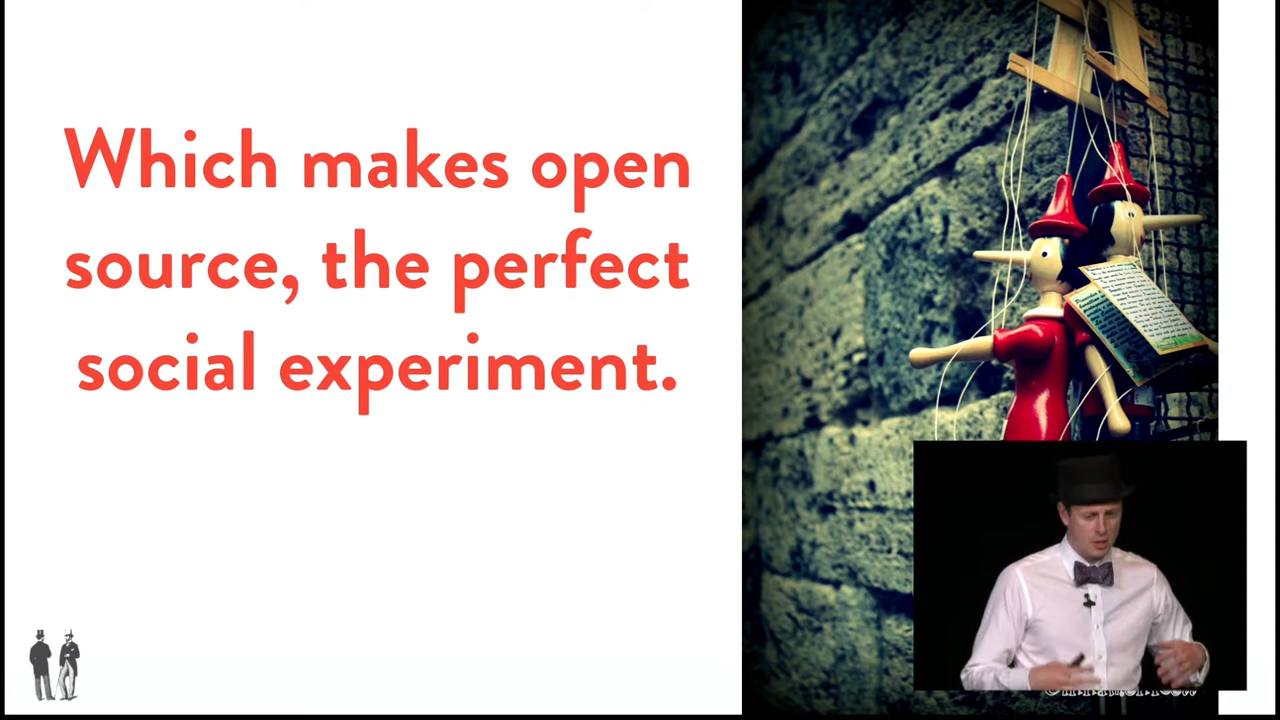 Which makes open
source, the perfect
social experiment.